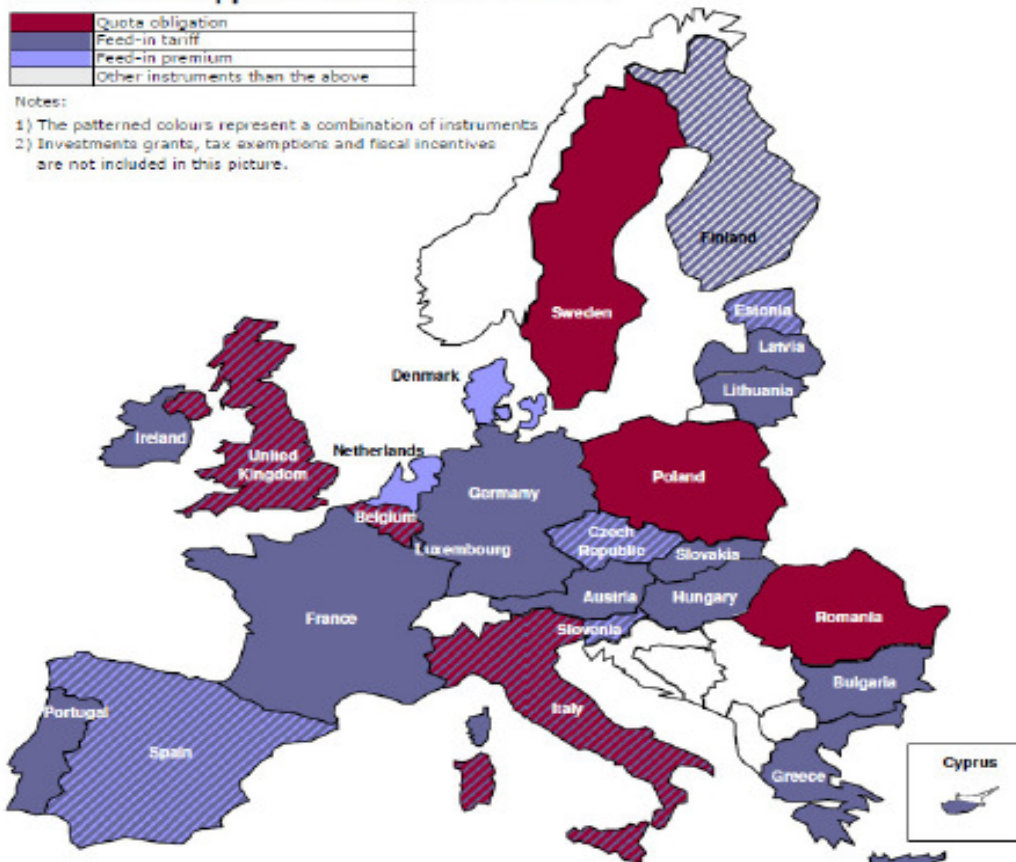 Quota obligation
Feed-in tariff
Feed-in premium
Other instruments than the above
Notes:
1) The patterned colours represent a combination of instruments
2) Investments grants, tax exemptions and fiscal incentives
are not included in this picture.
Finland
Sweden
Estonia
Latvia
Lithuania
Denmark
Ireland
United
Kingdom
Netherlands
Belgium
Germany
Poland
Luxembourg
Czech
Republic
Slovakia
Austria
Hungary
France
Slovenia
Romania
Bulgaria
Portugal
Spain
Italy
Greece
Cyprus